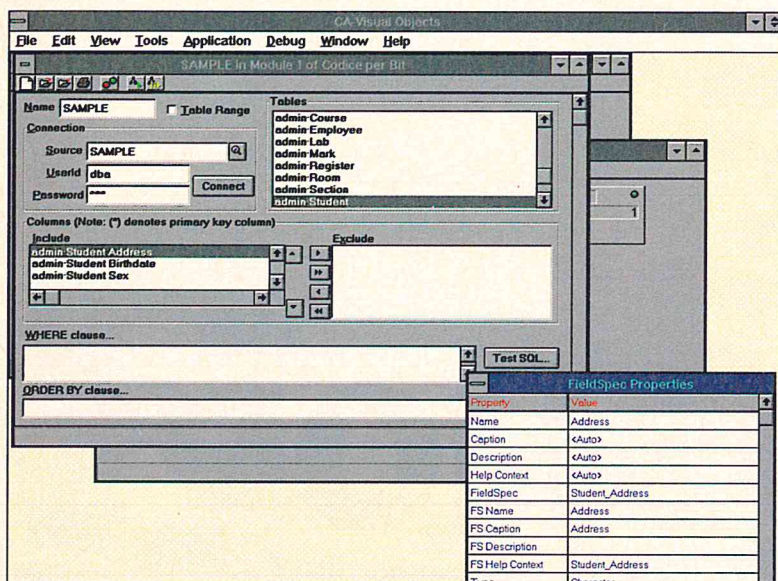 CA-Visual Objects
File Edit View Tools Application Debug Window Help
SAMPLE in Module 1 of Codice per Bit
Name SAMPLE Table Range
Connection
Source SAMPLE
UserId dba
Password *** Connect
Tables
admin·Course
admin·Employee
admin·Lab
admin·Mark
admin·Register
admin·Room
admin·Section
admin·Student
Columns (Note: (*) denotes primary key column)
Include Exclude
admin·Student Address
admin·Student Birthdate
admin·Student Sex
WHERE clause...
Test SQL...
ORDER BY clause...
1
FieldSpec Properties
Property Value
Name Address
Caption <Auto>
Description <Auto>
Help Context <Auto>
FieldSpec Student_Address
FS Name Address
FS Caption Address
FS Description
FS Help Context Student_Address
Type Character